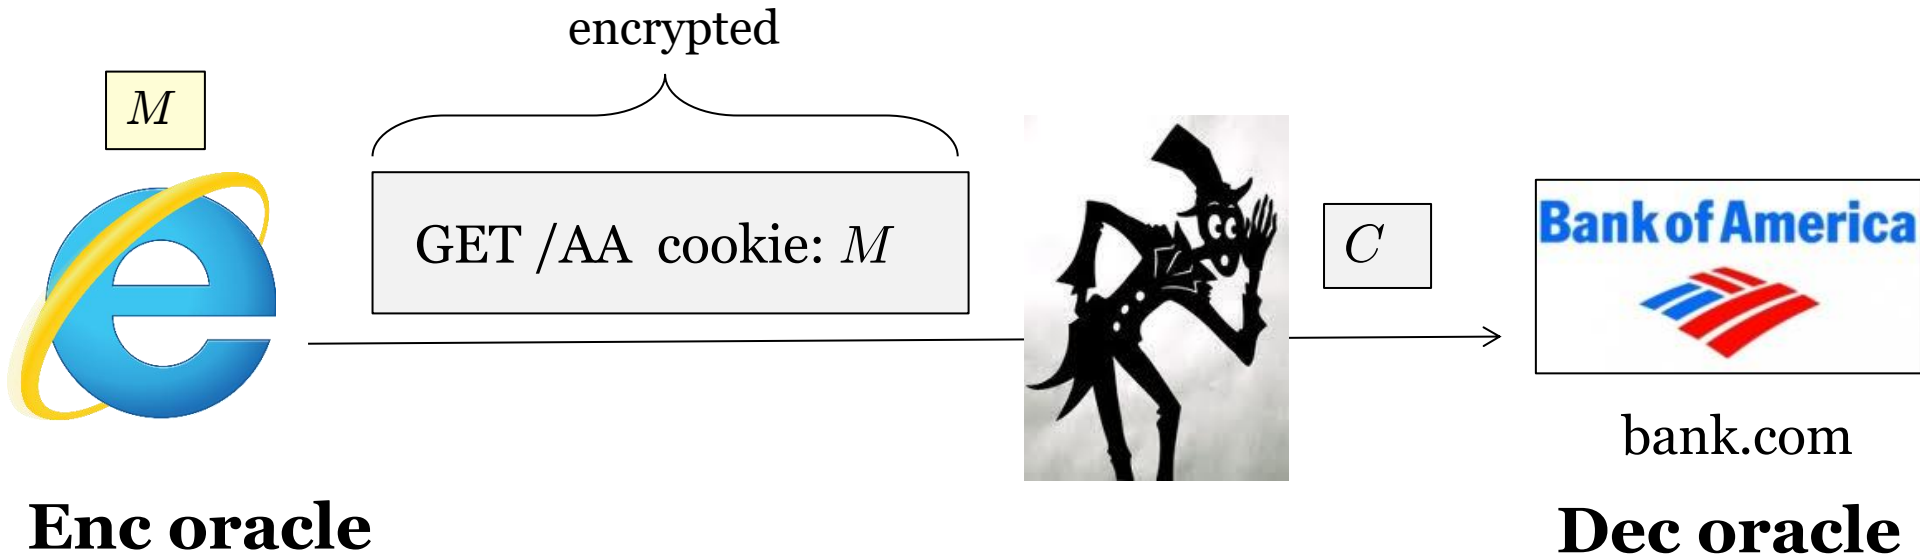 encrypted
M
GET /AA cookie: M
C
Bank of America
bank.com
Enc oracle
Dec oracle